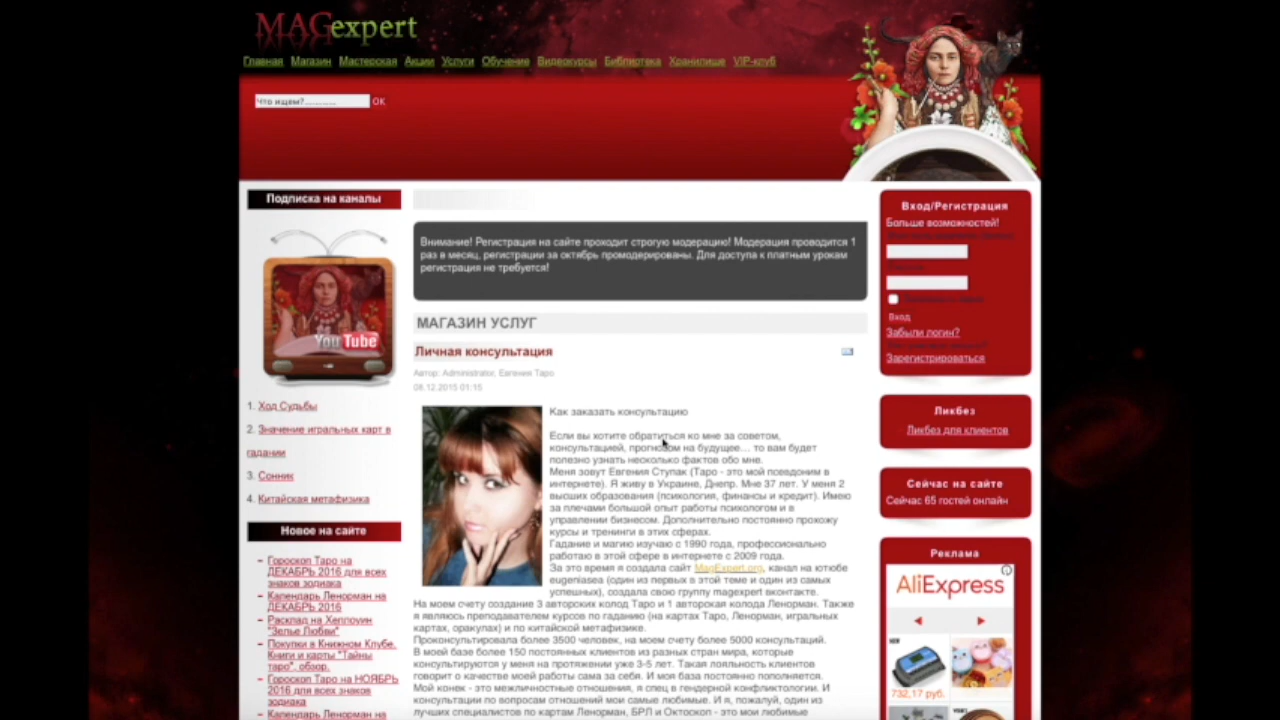 MAGexpert
Главная Магазин Мастерская Акции Услуги Обучение Видеокурсы Библиотека Хранилище VIP-клуб
Что ищем?........... OK
Подписка на каналы
You Tube
1. Ход Судьбы
2. Значение игральных карт в
гадании
3. Сонник
4. Китайская метафизика
Новое на сайте
Гороскоп Таро на
ДЕКАБРЬ 2016 для всех
знаков зодиака
Календарь Ленорман на
ДЕКАБРЬ 2016
Расклад на Хеллоуин
"Зелье Любви"
Покупки в Книжном Клубе.
Книги и карты "Тайны
таро", обзор.
Гороскоп Таро на НОЯБРЬ
2016 для всех знаков
зодиака
Календарь Ленорман на
Внимание! Регистрация на сайте проходит строгую модерацию! Модерация проводится 1
раз в месяц, регистрации за октябрь промодерированы. Для доступа к платным урокам
регистрация не требуется!
МАГАЗИН УСЛУГ
Личная консультация
Автор: Administrator, Евгения Таро
08.12.2015 01:15
Как заказать консультацию
Если вы хотите обратиться ко мне за советом,
консультацией, прогнозом на будущее... то вам будет
полезно узнать несколько фактов обо мне.
Меня зовут Евгения Ступак (Таро - это мой псевдоним в
интернете). Я живу в Украине, Днепр. Мне 37 лет. У меня 2
высших образования (психология, финансы и кредит). Имею
за плечами большой опыт работы психологом и в
управлении бизнесом. Дополнительно постоянно прохожу
курсы и тренинги в этих сферах.
Гадание и магию изучаю с 1990 года, профессионально
работаю в этой сфере в интернете с 2009 года.
За это время я создала сайт MagExpert.org, канал на ютюбе
eugeniasea (один из первых в этой теме и один из самых
успешных), создала свою группу magexpert вконтакте.
На моем счету создание 3 авторских колод Таро и 1 авторская колода Ленорман. Также
я являюсь преподавателем курсов по гаданию (на картах Таро, Ленорман, игральных
картах, оракулах) и по китайской метафизике.
Проконсультировала более 3500 человек, на моем счету более 5000 консультаций.
В моей базе более 150 постоянных клиентов из разных стран мира, которые
консультируются у меня на протяжении уже 3-5 лет. Такая лояльность клиентов
говорит о качестве моей работы сама за себя. И моя база постоянно пополняется.
Мой конек - это межличностные отношения, я спец в гендерной конфликтологии. И
консультации по вопросам отношений мои самые любимые. И я, пожалуй, один из
лучших специалистов по картам Ленорман, БРЛ и Октоскоп - это мои любимые
Вход/Регистрация
Больше возможностей!
Вход
Забыли логин?
Зарегистрироваться
Ликбез
Ликбез для клиентов
Сейчас на сайте
Сейчас 65 гостей онлайн
Реклама
AliExpress
732,17 руб.